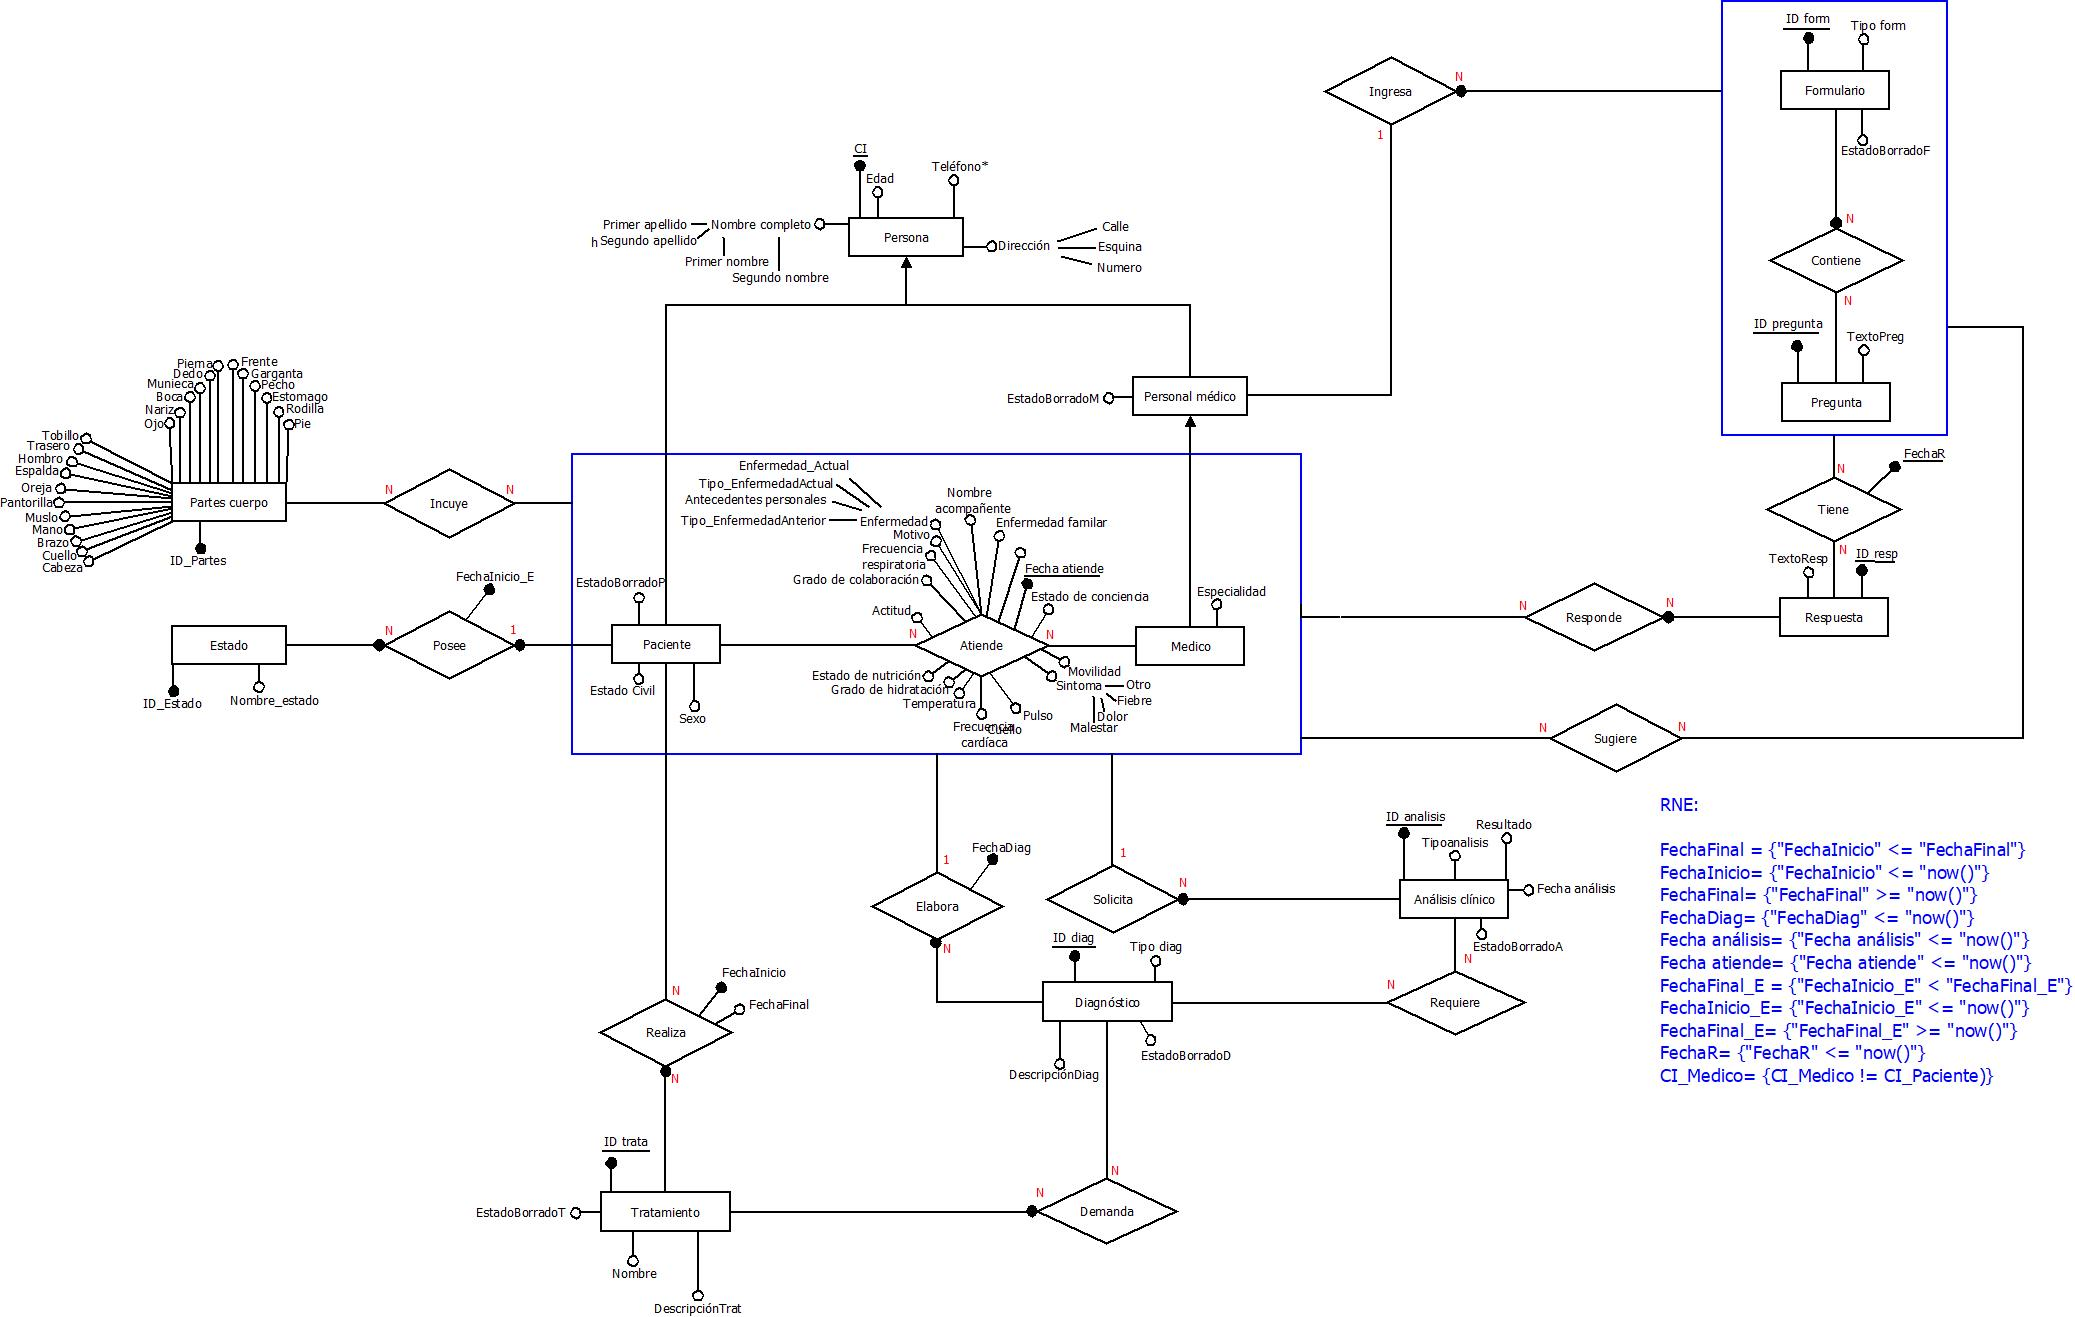 ID form
Tipo form
Formulario
EstadoBorradoF
N
Contiene
N
ID pregunta
TextoPreg
Pregunta
Ingresa
N
1
CI
Edad
Teléfono*
Primer apellido
Nombre completo
h
Segundo apellido
Primer nombre
Segundo nombre
Persona
Dirección
Calle
Esquina
Numero
EstadoBorradoM
Personal médico
Pierna
Frente
Dedo
Garganta
Munieca
Pecho
Boca
Estomago
Nariz
Rodilla
Ojo
Pie
Tobillo
Trasero
Hombro
Espalda
Oreja
Pantorilla
Muslo
Mano
Brazo
Cuello
Cabeza
Partes cuerpo
ID_Partes
N
Incuye
N
Enfermedad_Actual
Tipo_EnfermedadActual
Antecedentes personales
Tipo_EnfermedadAnterior
Enfermedad
Nombre
acompañente
Enfermedad familar
Motivo
Frecuencia
respiratoria
Grado de colaboración
Actitud
Fecha atiende
Estado de conciencia
N
Atiende
N
Especialidad
Medico
Movilidad
Sintoma
Otro
Fiebre
Dolor
Malestar
Estado de nutrición
Grado de hidratación
Temperatura
Frecuencia
cardíaca
Cuello
Pulso
EstadoBorradoP
Paciente
Estado Civil
Sexo
FechaInicio_E
N
Posee
1
Estado
ID_Estado
Nombre_estado
N
FechaR
Tiene
N
TextoResp
ID resp
Respuesta
N
Responde
N
N
Sugiere
N
RNE:
FechaFinal = {"FechaInicio" <= "FechaFinal"}
FechaInicio= {"FechaInicio" <= "now()"}
FechaFinal= {"FechaFinal" >= "now()"}
FechaDiag= {"FechaDiag" <= "now()"}
Fecha análisis= {"Fecha análisis" <= "now()"}
Fecha atiende= {"Fecha atiende" <= "now()"}
FechaFinal_E = {"FechaInicio_E" < "FechaFinal_E"}
FechaInicio_E= {"FechaInicio_E" <= "now()"}
FechaFinal_E= {"FechaFinal_E" >= "now()"}
FechaR= {"FechaR" <= "now()"}
CI_Medico= {CI_Medico != CI_Paciente)}
1
FechaDiag
Elabora
N
1
Solicita
N
ID analisis
Tipoanalisis
Resultado
Análisis clínico
Fecha análisis
EstadoBorradoA
N
N
Requiere
ID diag
Tipo diag
Diagnóstico
DescripciónDiag
EstadoBorradoD
N
FechaInicio
FechaFinal
Realiza
N
ID trata
EstadoBorradoT
Tratamiento
Nombre
DescripciónTrat
N
N
Demanda